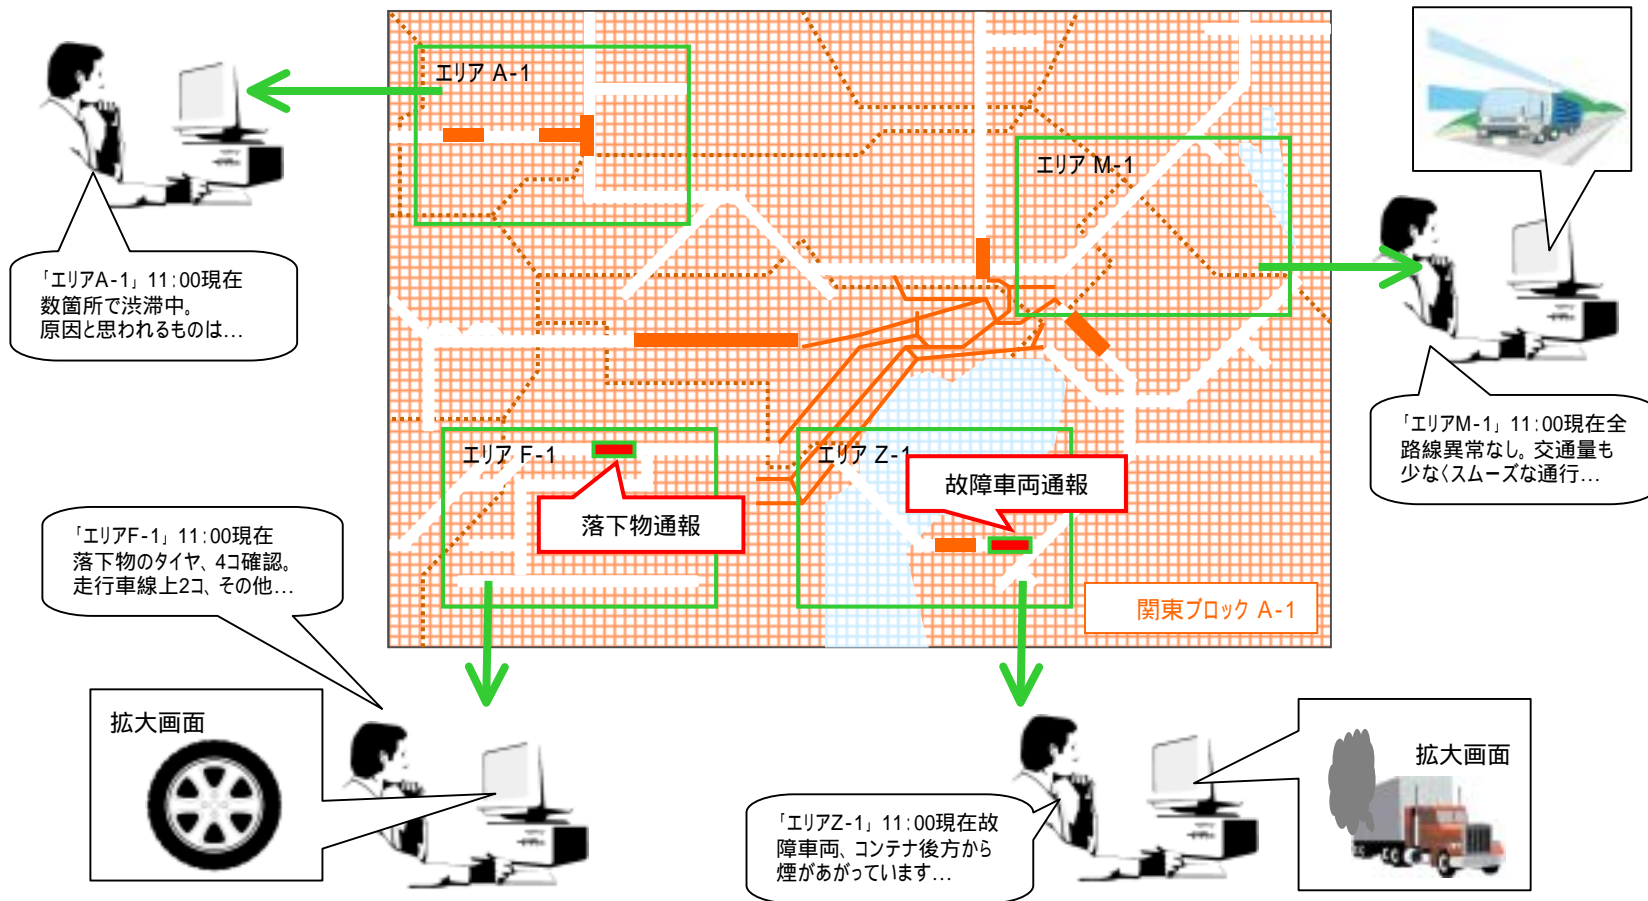 エリア A-1
エリア M-1
「エリアA-1」 11:00現在
数箇所で渋滞中。
原因と思われるものは…
「エリアM-1」 11:00現在全
路線異常なし。交通量も
少なくスムーズな通行…
エリア F-1
エリア Z-1
故障車両通報
落下物通報
「エリアF-1」 11:00現在
落下物のタイヤ、4コ確認。
走行車線上2コ、その他…
関東ブロック A-1
拡大画面
拡大画面
「エリアZ-1」 11:00現在故
障車両、コンテナ後方から
煙があがっています…